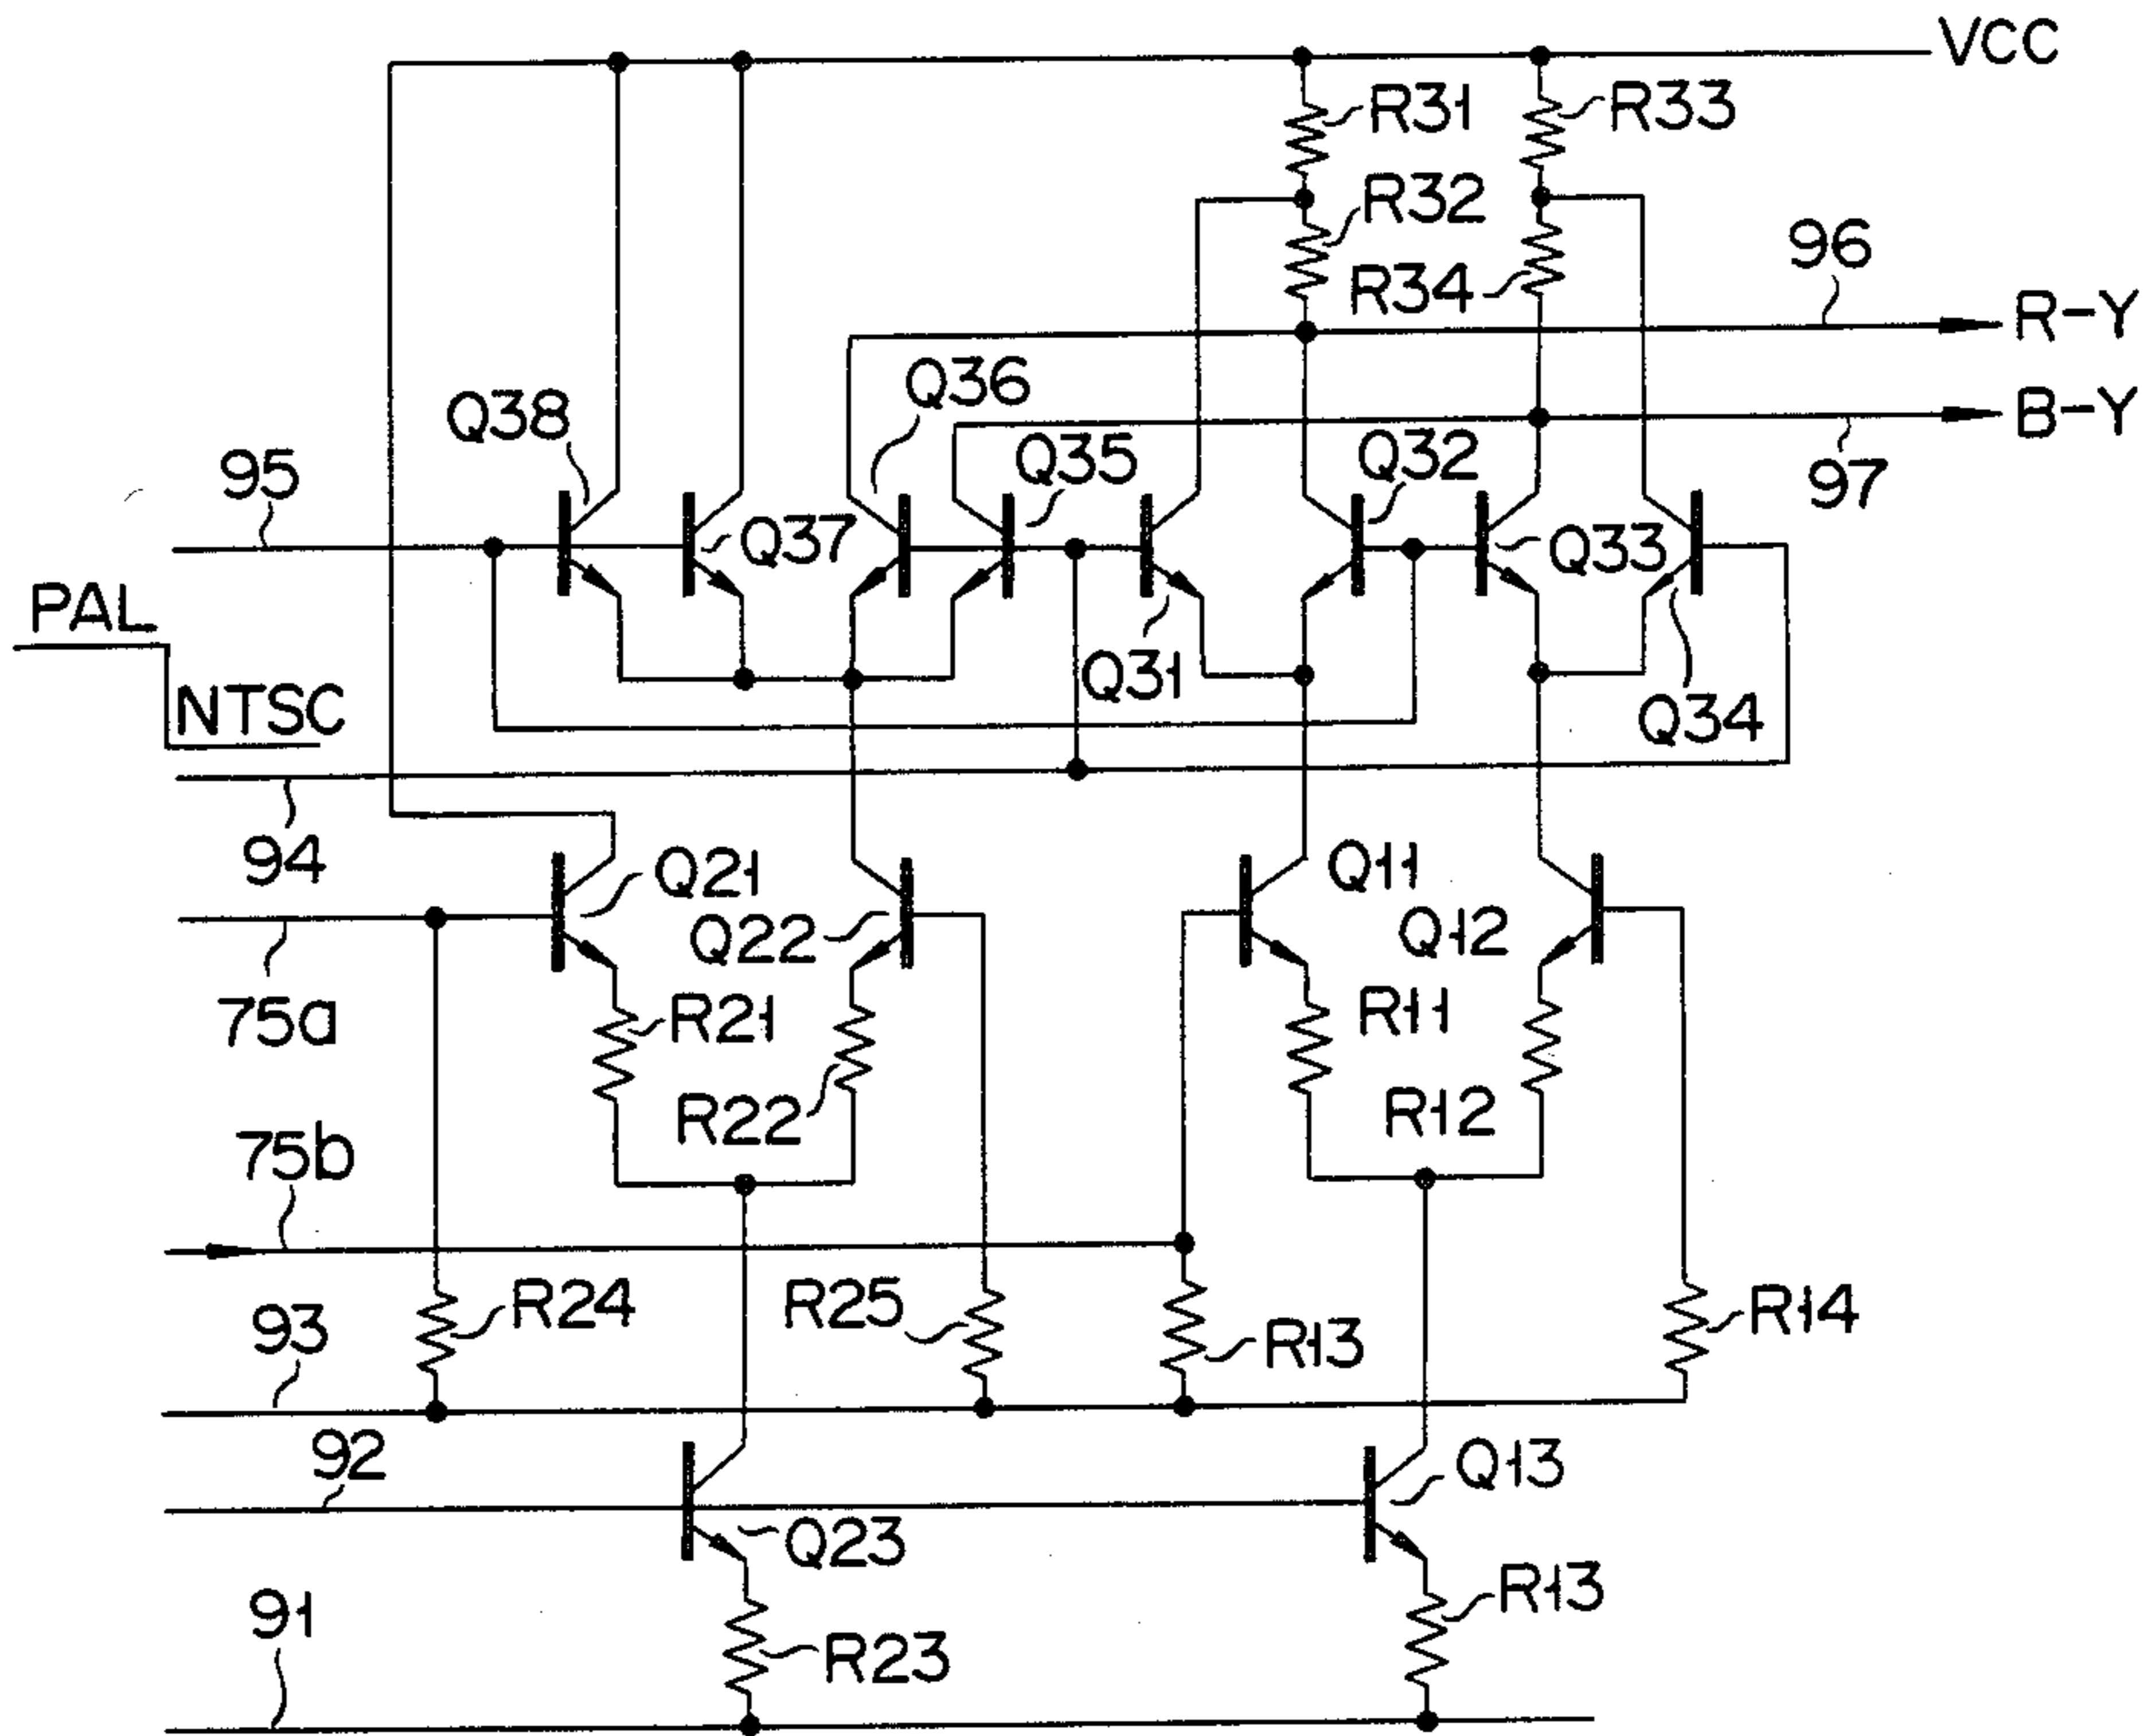 VCC
R31
R33
R32
R34
96
R-Y
Q36
Q38
B-Y
Q35
Q32
95
97
Q37
Q33
PAL
Q31
NTSC
Q34
94
Q21
Q11
Q22
Q12
75a
R21
R11
R22
R12
75b
R24
R25
R14
93
R13
92
Q13
Q23
R13
91
R23